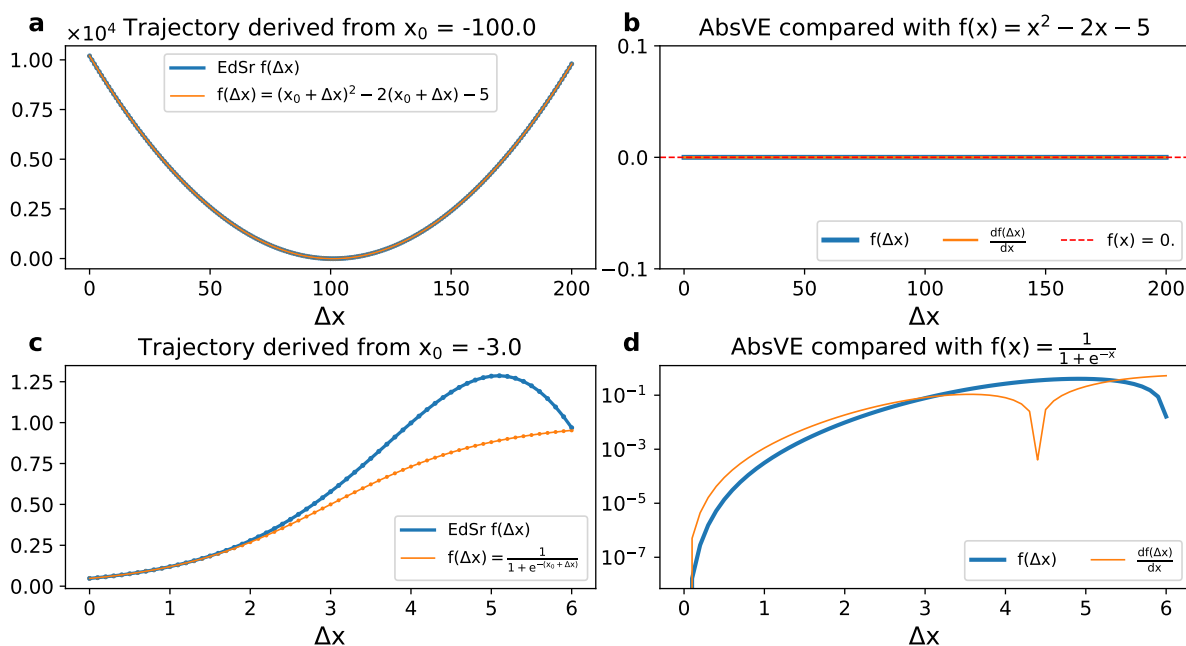 a
Trajectory derived from x₀ = -100.0
×10⁴
1.00
0.75
0.50
0.25
0.00
EdSr f(Δx)
f(Δx) = (x₀ + Δx)² − 2(x₀ + Δx) − 5
0 50 100 150 200
Δx
b
AbsVE compared with f(x) = x² − 2x − 5
0.1
0.0
−0.1
f(Δx) df(Δx)/dx f(x) = 0.
0 50 100 150 200
Δx
c
Trajectory derived from x₀ = -3.0
1.25
1.00
0.75
0.50
0.25
0.00
EdSr f(Δx)
f(Δx) = 1/(1 + e^−(x₀ + Δx))
0 1 2 3 4 5 6
Δx
d
AbsVE compared with f(x) = 1/(1 + e^−x)
10⁻¹
10⁻³
10⁻⁵
10⁻⁷
f(Δx) df(Δx)/dx
0 1 2 3 4 5 6
Δx